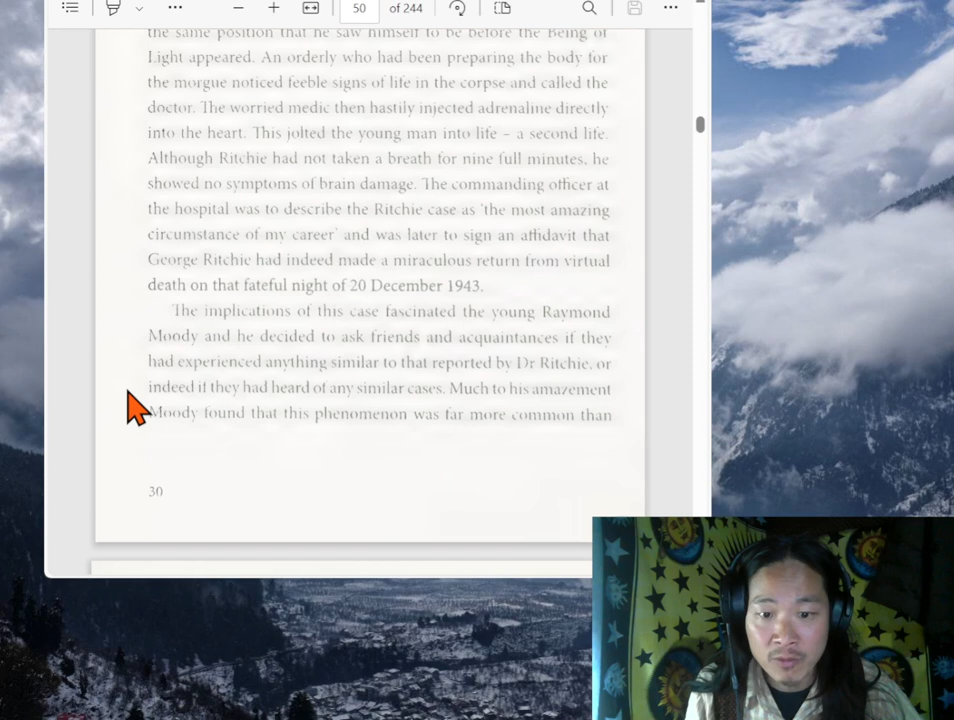 50 of 244
the same position that he saw himself to be before the Being of
Light appeared. An orderly who had been preparing the body for
the morgue noticed feeble signs of life in the corpse and called the
doctor. The worried medic then hastily injected adrenaline directly
into the heart. This jolted the young man into life – a second life.
Although Ritchie had not taken a breath for nine full minutes, he
showed no symptoms of brain damage. The commanding officer at
the hospital was to describe the Ritchie case as 'the most amazing
circumstance of my career' and was later to sign an affidavit that
George Ritchie had indeed made a miraculous return from virtual
death on that fateful night of 20 December 1943.
The implications of this case fascinated the young Raymond
Moody and he decided to ask friends and acquaintances if they
had experienced anything similar to that reported by Dr Ritchie, or
indeed if they had heard of any similar cases. Much to his amazement
Moody found that this phenomenon was far more common than
30